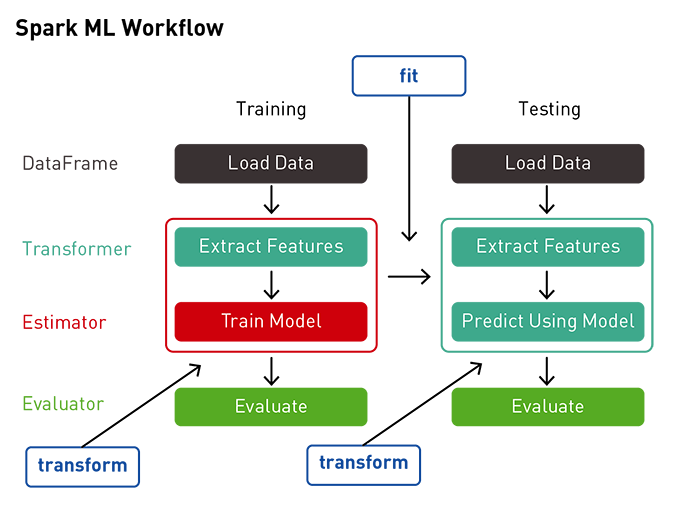 Spark ML Workflow
fit
Training
Testing
DataFrame
Load Data
Load Data
Transformer
Extract Features
Extract Features
Estimator
Train Model
Predict Using Model
Evaluator
Evaluate
Evaluate
transform
transform